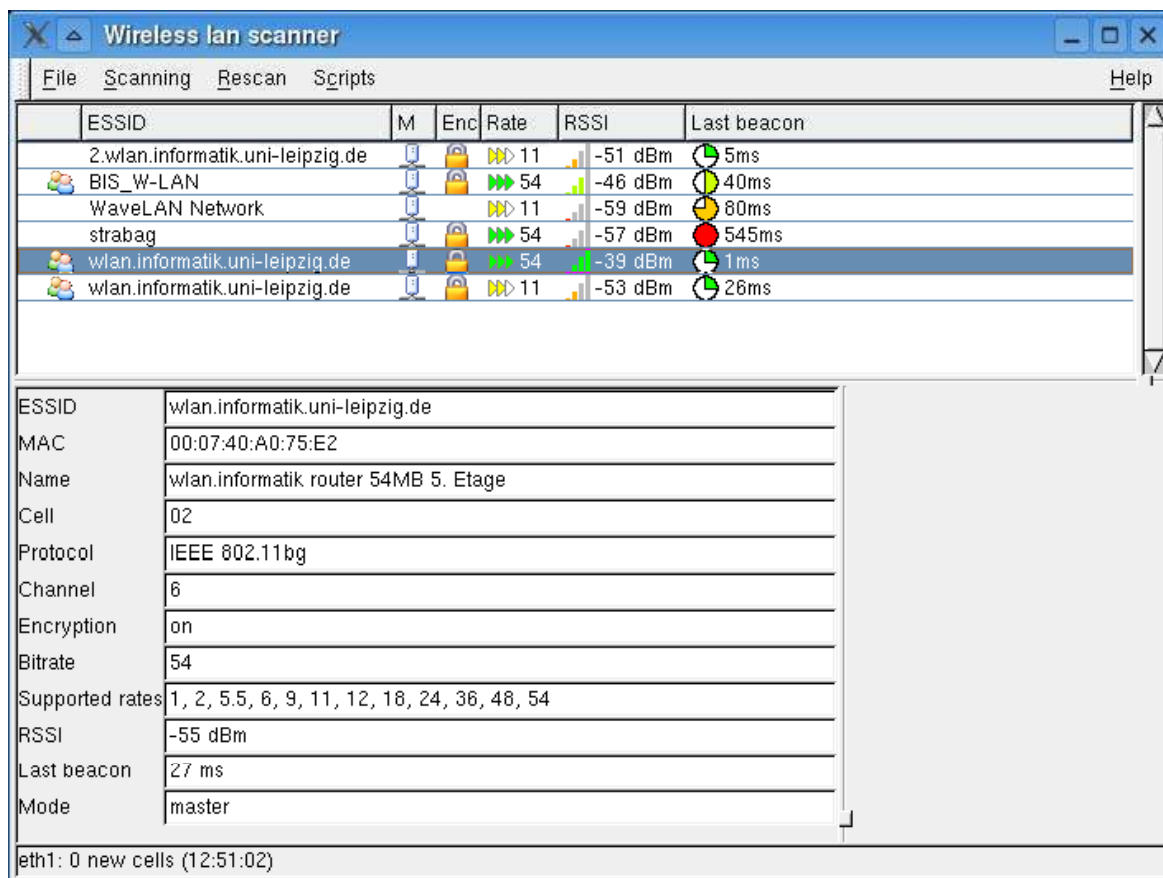 Wireless lan scanner
File Scanning Rescan Scripts Help
ESSID M Enc Rate RSSI Last beacon
2.wlan.informatik.uni-leipzig.de 11 -51 dBm 5ms
BIS_W-LAN 54 -46 dBm 40ms
WaveLAN Network 11 -59 dBm 80ms
strabag 54 -57 dBm 545ms
wlan.informatik.uni-leipzig.de 54 -39 dBm 1ms
wlan.informatik.uni-leipzig.de 11 -53 dBm 26ms
ESSID wlan.informatik.uni-leipzig.de
MAC 00:07:40:A0:75:E2
Name wlan.informatik router 54MB 5. Etage
Cell 02
Protocol IEEE 802.11bg
Channel 6
Encryption on
Bitrate 54
Supported rates 1, 2, 5.5, 6, 9, 11, 12, 18, 24, 36, 48, 54
RSSI -55 dBm
Last beacon 27 ms
Mode master
eth1: 0 new cells (12:51:02)